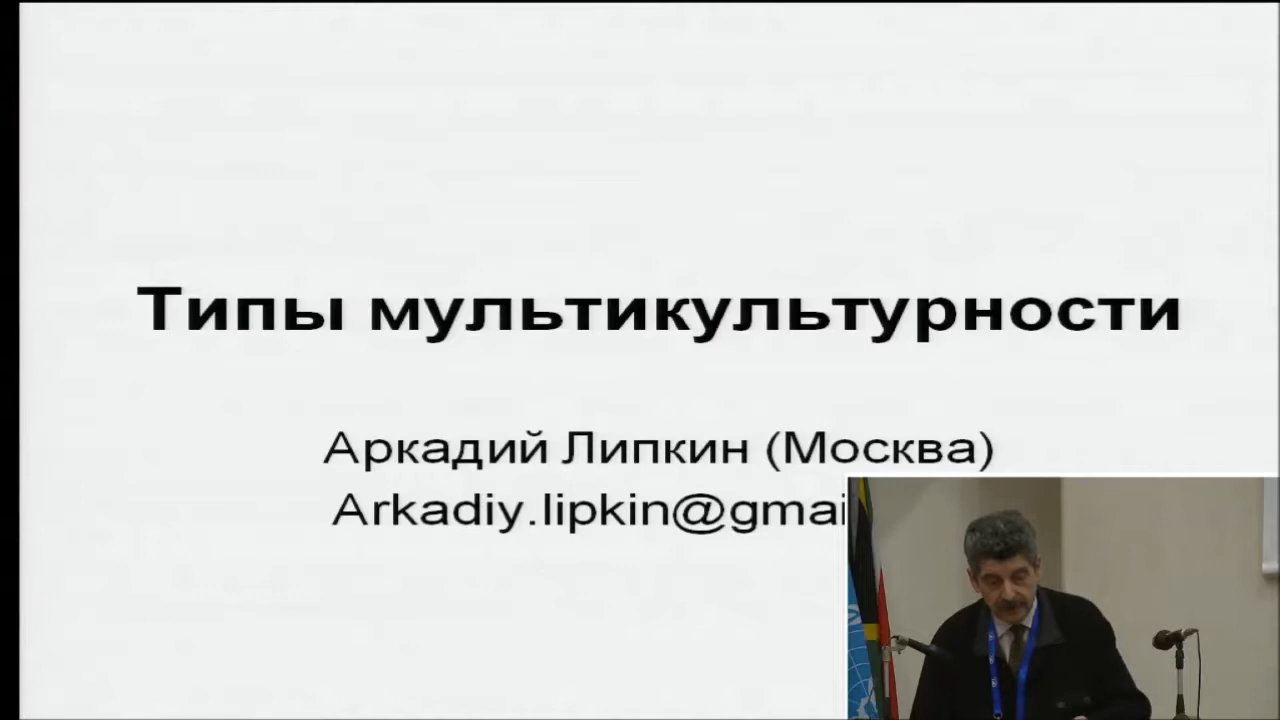 Типы мультикультурности
Аркадий Липкин (Москва)
Arkadiy.lipkin@gmai